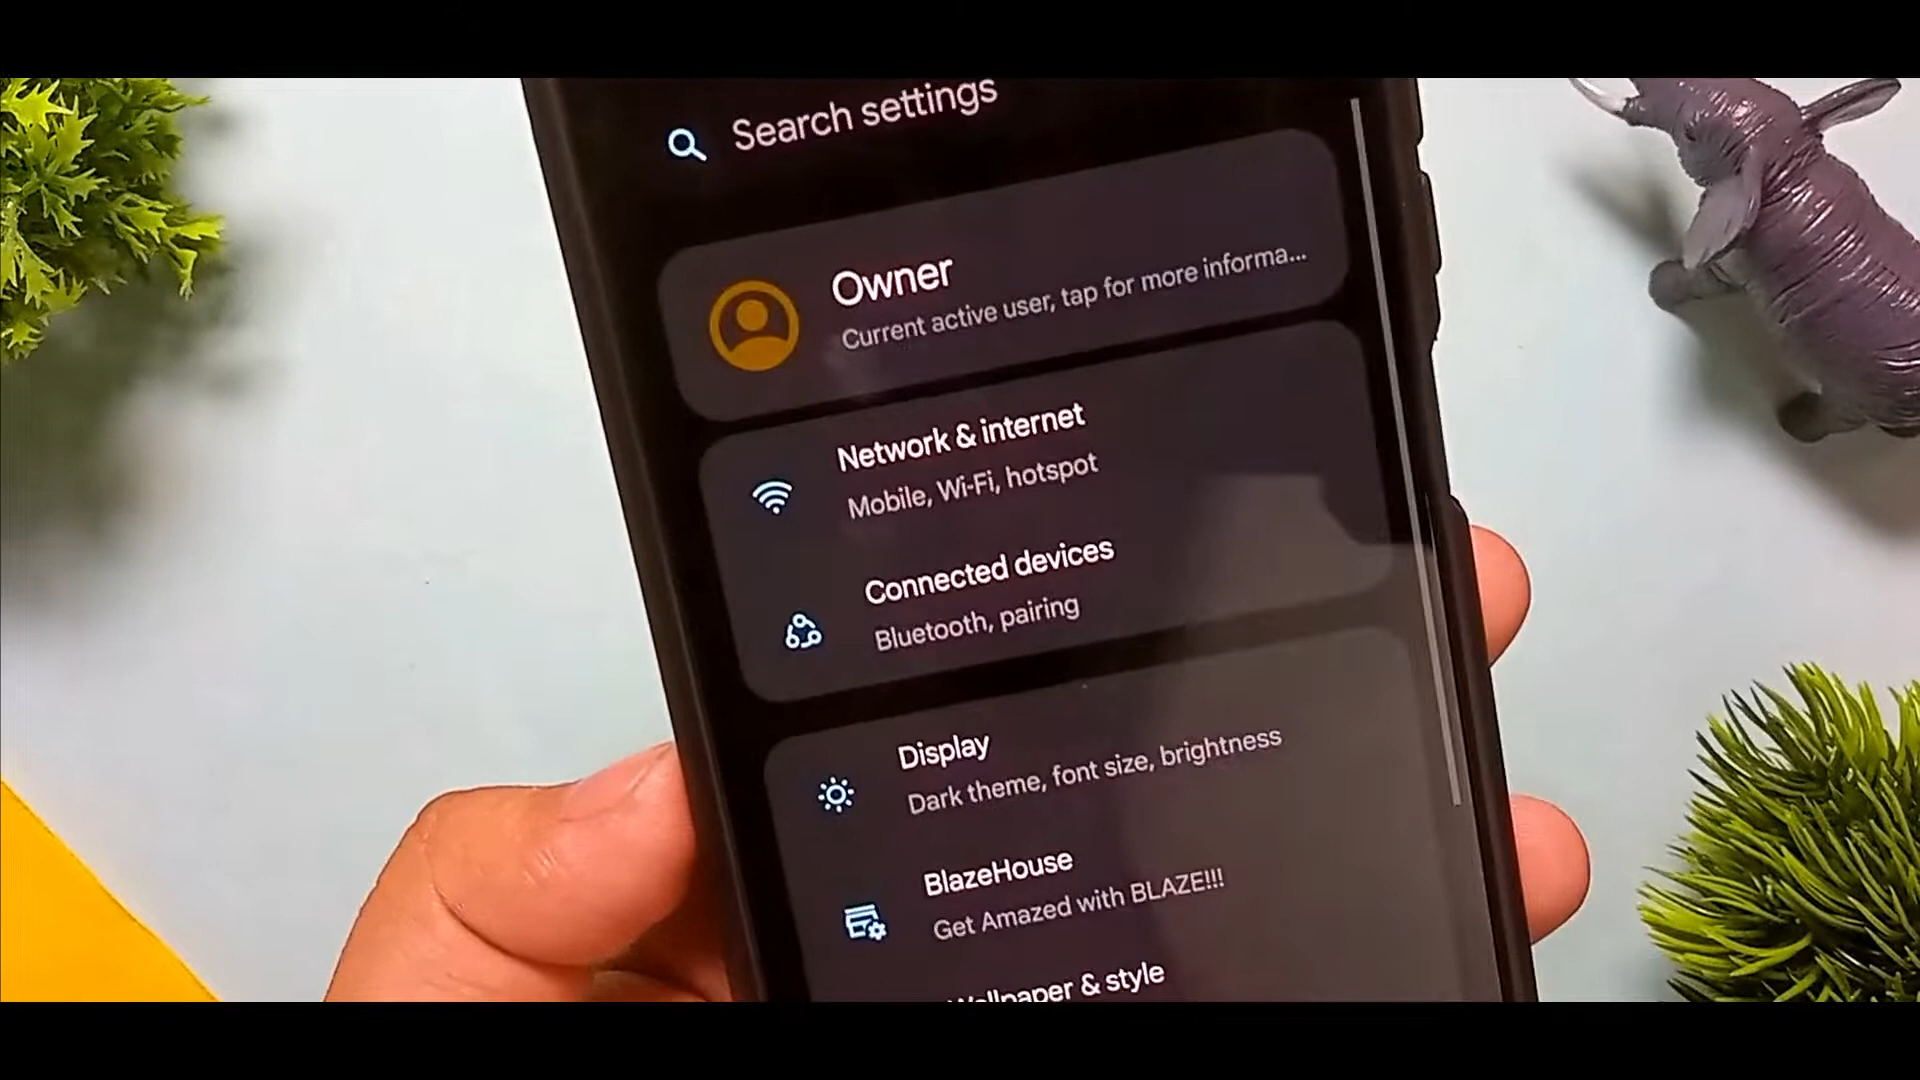 Search settings
Owner
Current active user, tap for more informa...
Network & internet
Mobile, Wi-Fi, hotspot
Connected devices
Bluetooth, pairing
Display
Dark theme, font size, brightness
BlazeHouse
Get Amazed with BLAZE!!!
Wallpaper & style